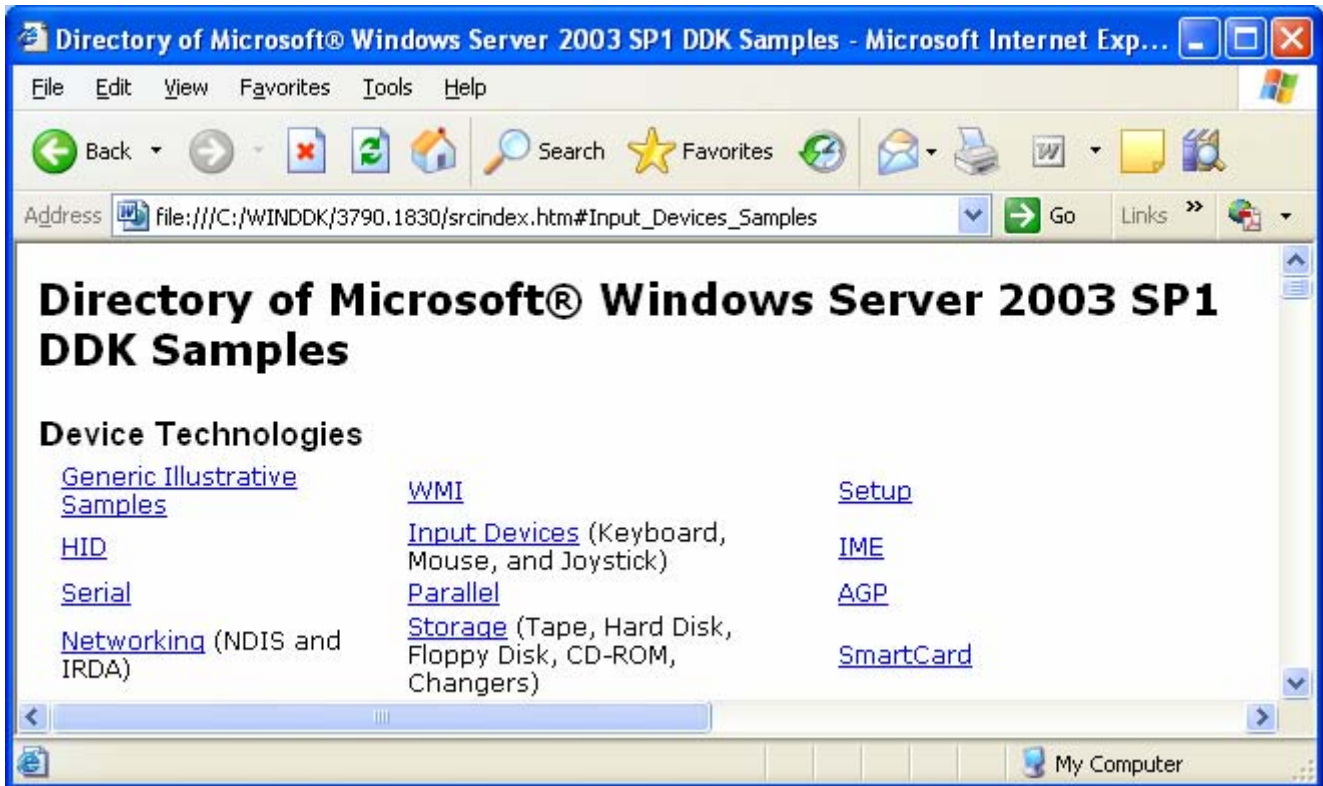 Directory of Microsoft® Windows Server 2003 SP1 DDK Samples - Microsoft Internet Exp...
File Edit View Favorites Tools Help
Back Search Favorites
Address file:///C:/WINDDK/3790.1830/srcindex.htm#Input_Devices_Samples Go Links »
Directory of Microsoft® Windows Server 2003 SP1
DDK Samples
Device Technologies
Generic Illustrative
Samples
WMI
Setup
HID
Input Devices (Keyboard,
Mouse, and Joystick)
IME
Serial
Parallel
AGP
Networking (NDIS and
IRDA)
Storage (Tape, Hard Disk,
Floppy Disk, CD-ROM,
Changers)
SmartCard
My Computer